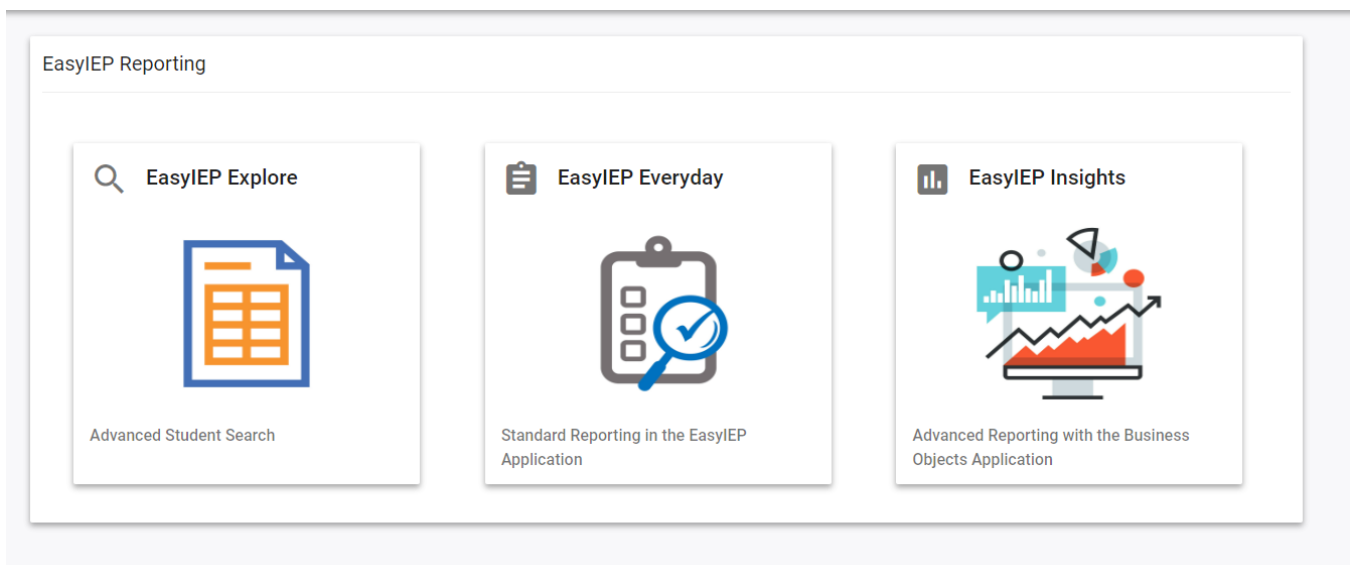 EasyIEP Reporting
EasyIEP Explore
Advanced Student Search
EasyIEP Everyday
Standard Reporting in the EasyIEP
Application
EasyIEP Insights
Advanced Reporting with the Business
Objects Application